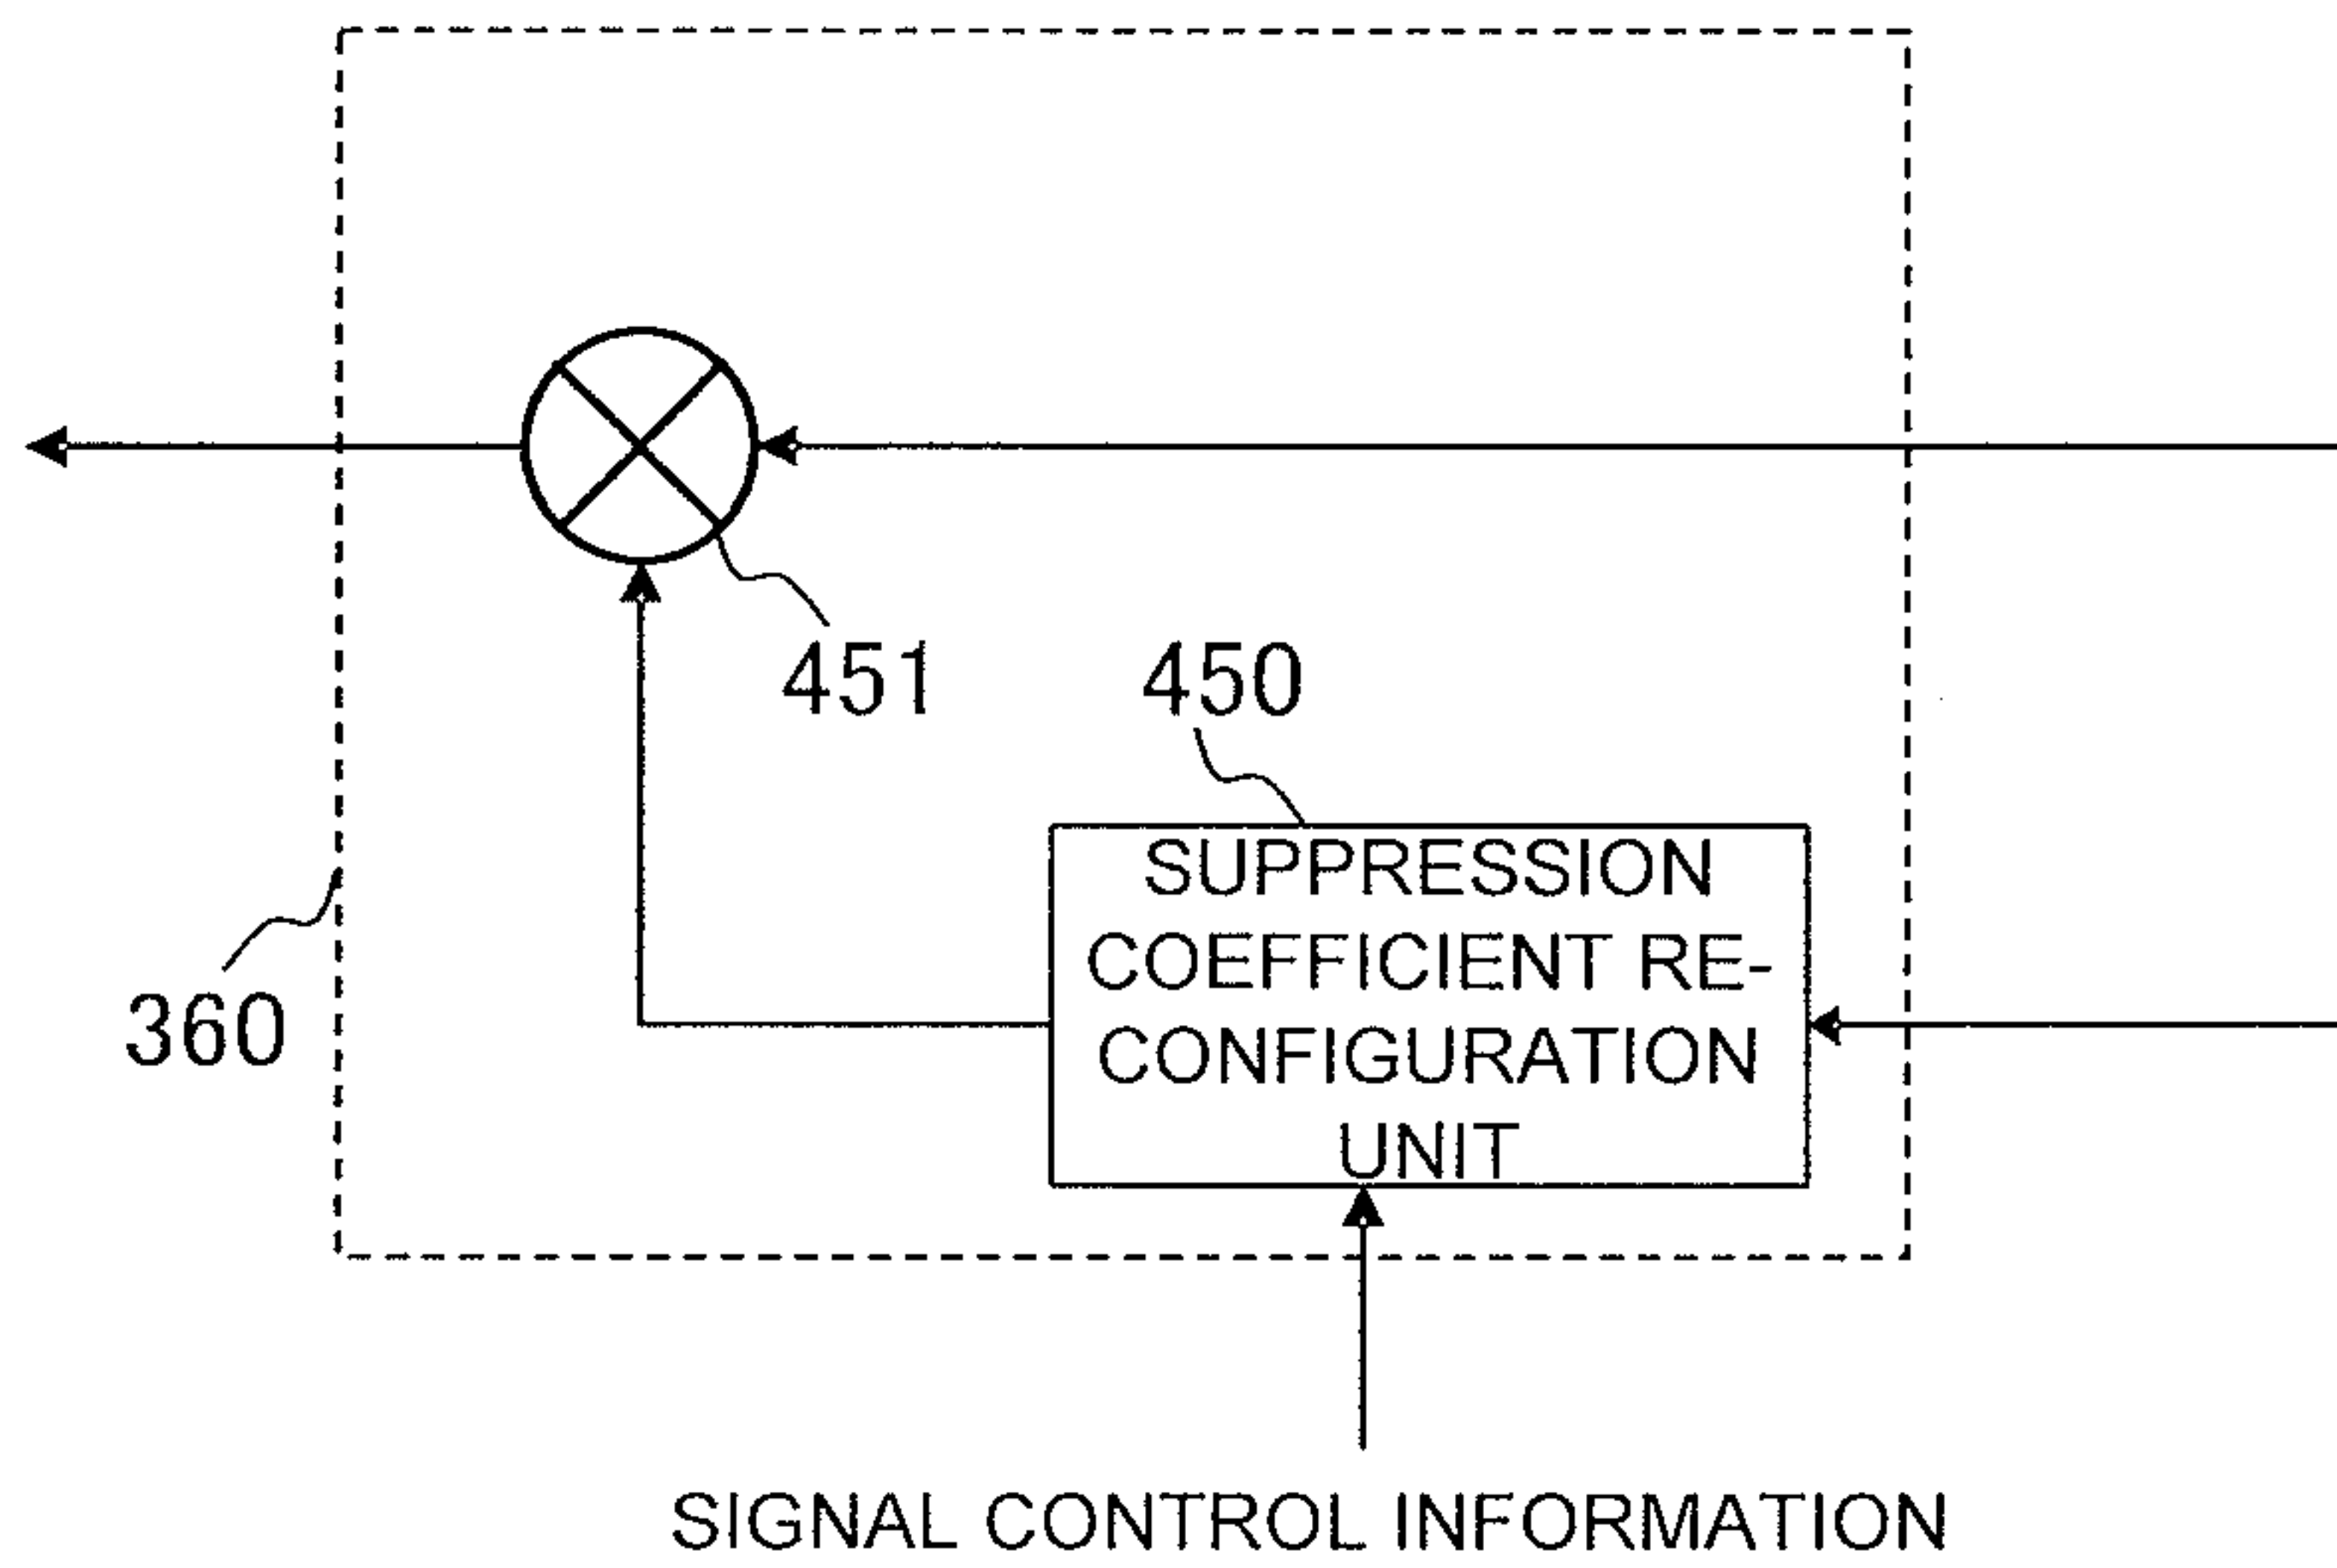 451
450
SUPPRESSION
COEFFICIENT RE-
CONFIGURATION
UNIT
360
SIGNAL CONTROL INFORMATION